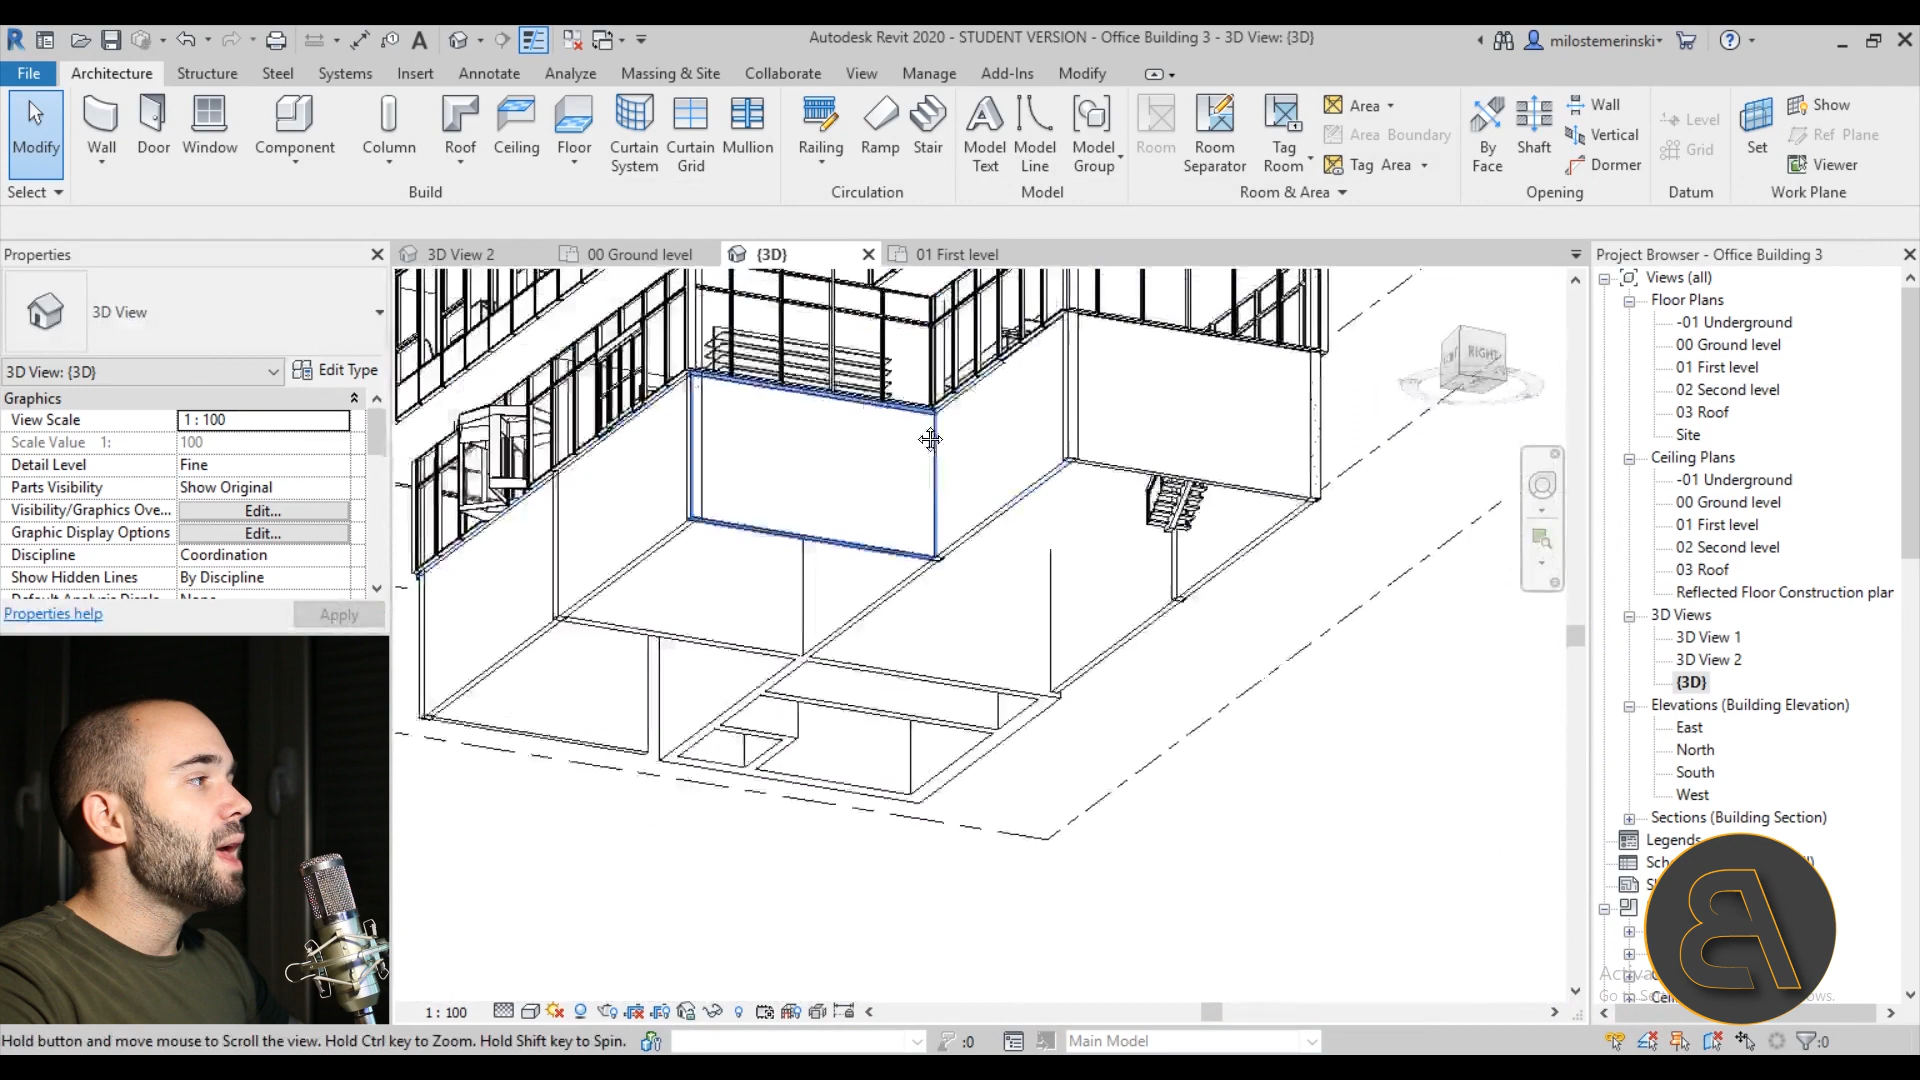 Autodesk Revit 2020 - STUDENT VERSION - Office Building 3 - 3D View: {3D}
milostemerinski
File
Architecture
Structure
Steel
Systems
Insert
Annotate
Analyze
Massing & Site
Collaborate
View
Manage
Add-Ins
Modify
Modify
Wall
Door
Window
Component
Column
Roof
Ceiling
Floor
Curtain System
Curtain Grid
Mullion
Railing
Ramp
Stair
Model Text
Model Line
Model Group
Room
Room Separator
Tag Room
Area
Area Boundary
Tag Area
By Face
Shaft
Wall
Vertical
Dormer
Level
Grid
Set
Show
Ref Plane
Viewer
Select
Build
Circulation
Model
Room & Area
Opening
Datum
Work Plane
Properties
3D View
3D View: {3D}
Edit Type
Graphics
View Scale 1 : 100
Scale Value 1: 100
Detail Level Fine
Parts Visibility Show Original
Visibility/Graphics Ove... Edit...
Graphic Display Options Edit...
Discipline Coordination
Show Hidden Lines By Discipline
Properties help
Apply
3D View 2
00 Ground level
{3D}
01 First level
RIGHT
Project Browser - Office Building 3
Views (all)
Floor Plans
-01 Underground
00 Ground level
01 First level
02 Second level
03 Roof
Site
Ceiling Plans
-01 Underground
00 Ground level
01 First level
02 Second level
03 Roof
Reflected Floor Construction plan
3D Views
3D View 1
3D View 2
{3D}
Elevations (Building Elevation)
East
North
South
West
Sections (Building Section)
Legends
1 : 100
Hold button and move mouse to Scroll the view. Hold Ctrl key to Zoom. Hold Shift key to Spin.
:0
Main Model
:0